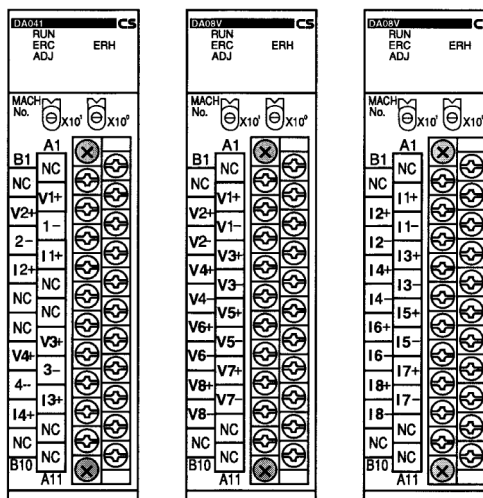 DA041 CS
RUN
ERC ERH
ADJ
MACH
No. X10¹ X10⁰
A1
B1
NC
NC
V1+
V2+
1-
2-
I1+
I2+
NC
NC
NC
NC
V3+
V4+
3-
4--
I3+
I4+
NC
NC
NC
B10
A11
DA08V CS
RUN
ERC ERH
ADJ
MACH
No. X10¹ X10⁰
A1
B1
NC
NC
V1+
V2+
V1-
V2-
V3+
V4+
V3-
V4-
V5+
V6+
V5-
V6-
V7+
V8+
V7-
V8-
NC
NC
NC
B10
A11
DA08V CS
RUN
ERC ERH
ADJ
MACH
No. X10¹ X10⁰
A1
B1
NC
NC
I1+
I2+
I1-
I2-
I3+
I4+
I3-
I4-
I5+
I6+
I5-
I6-
I7+
I8+
I7-
I8-
NC
NC
NC
B10
A11